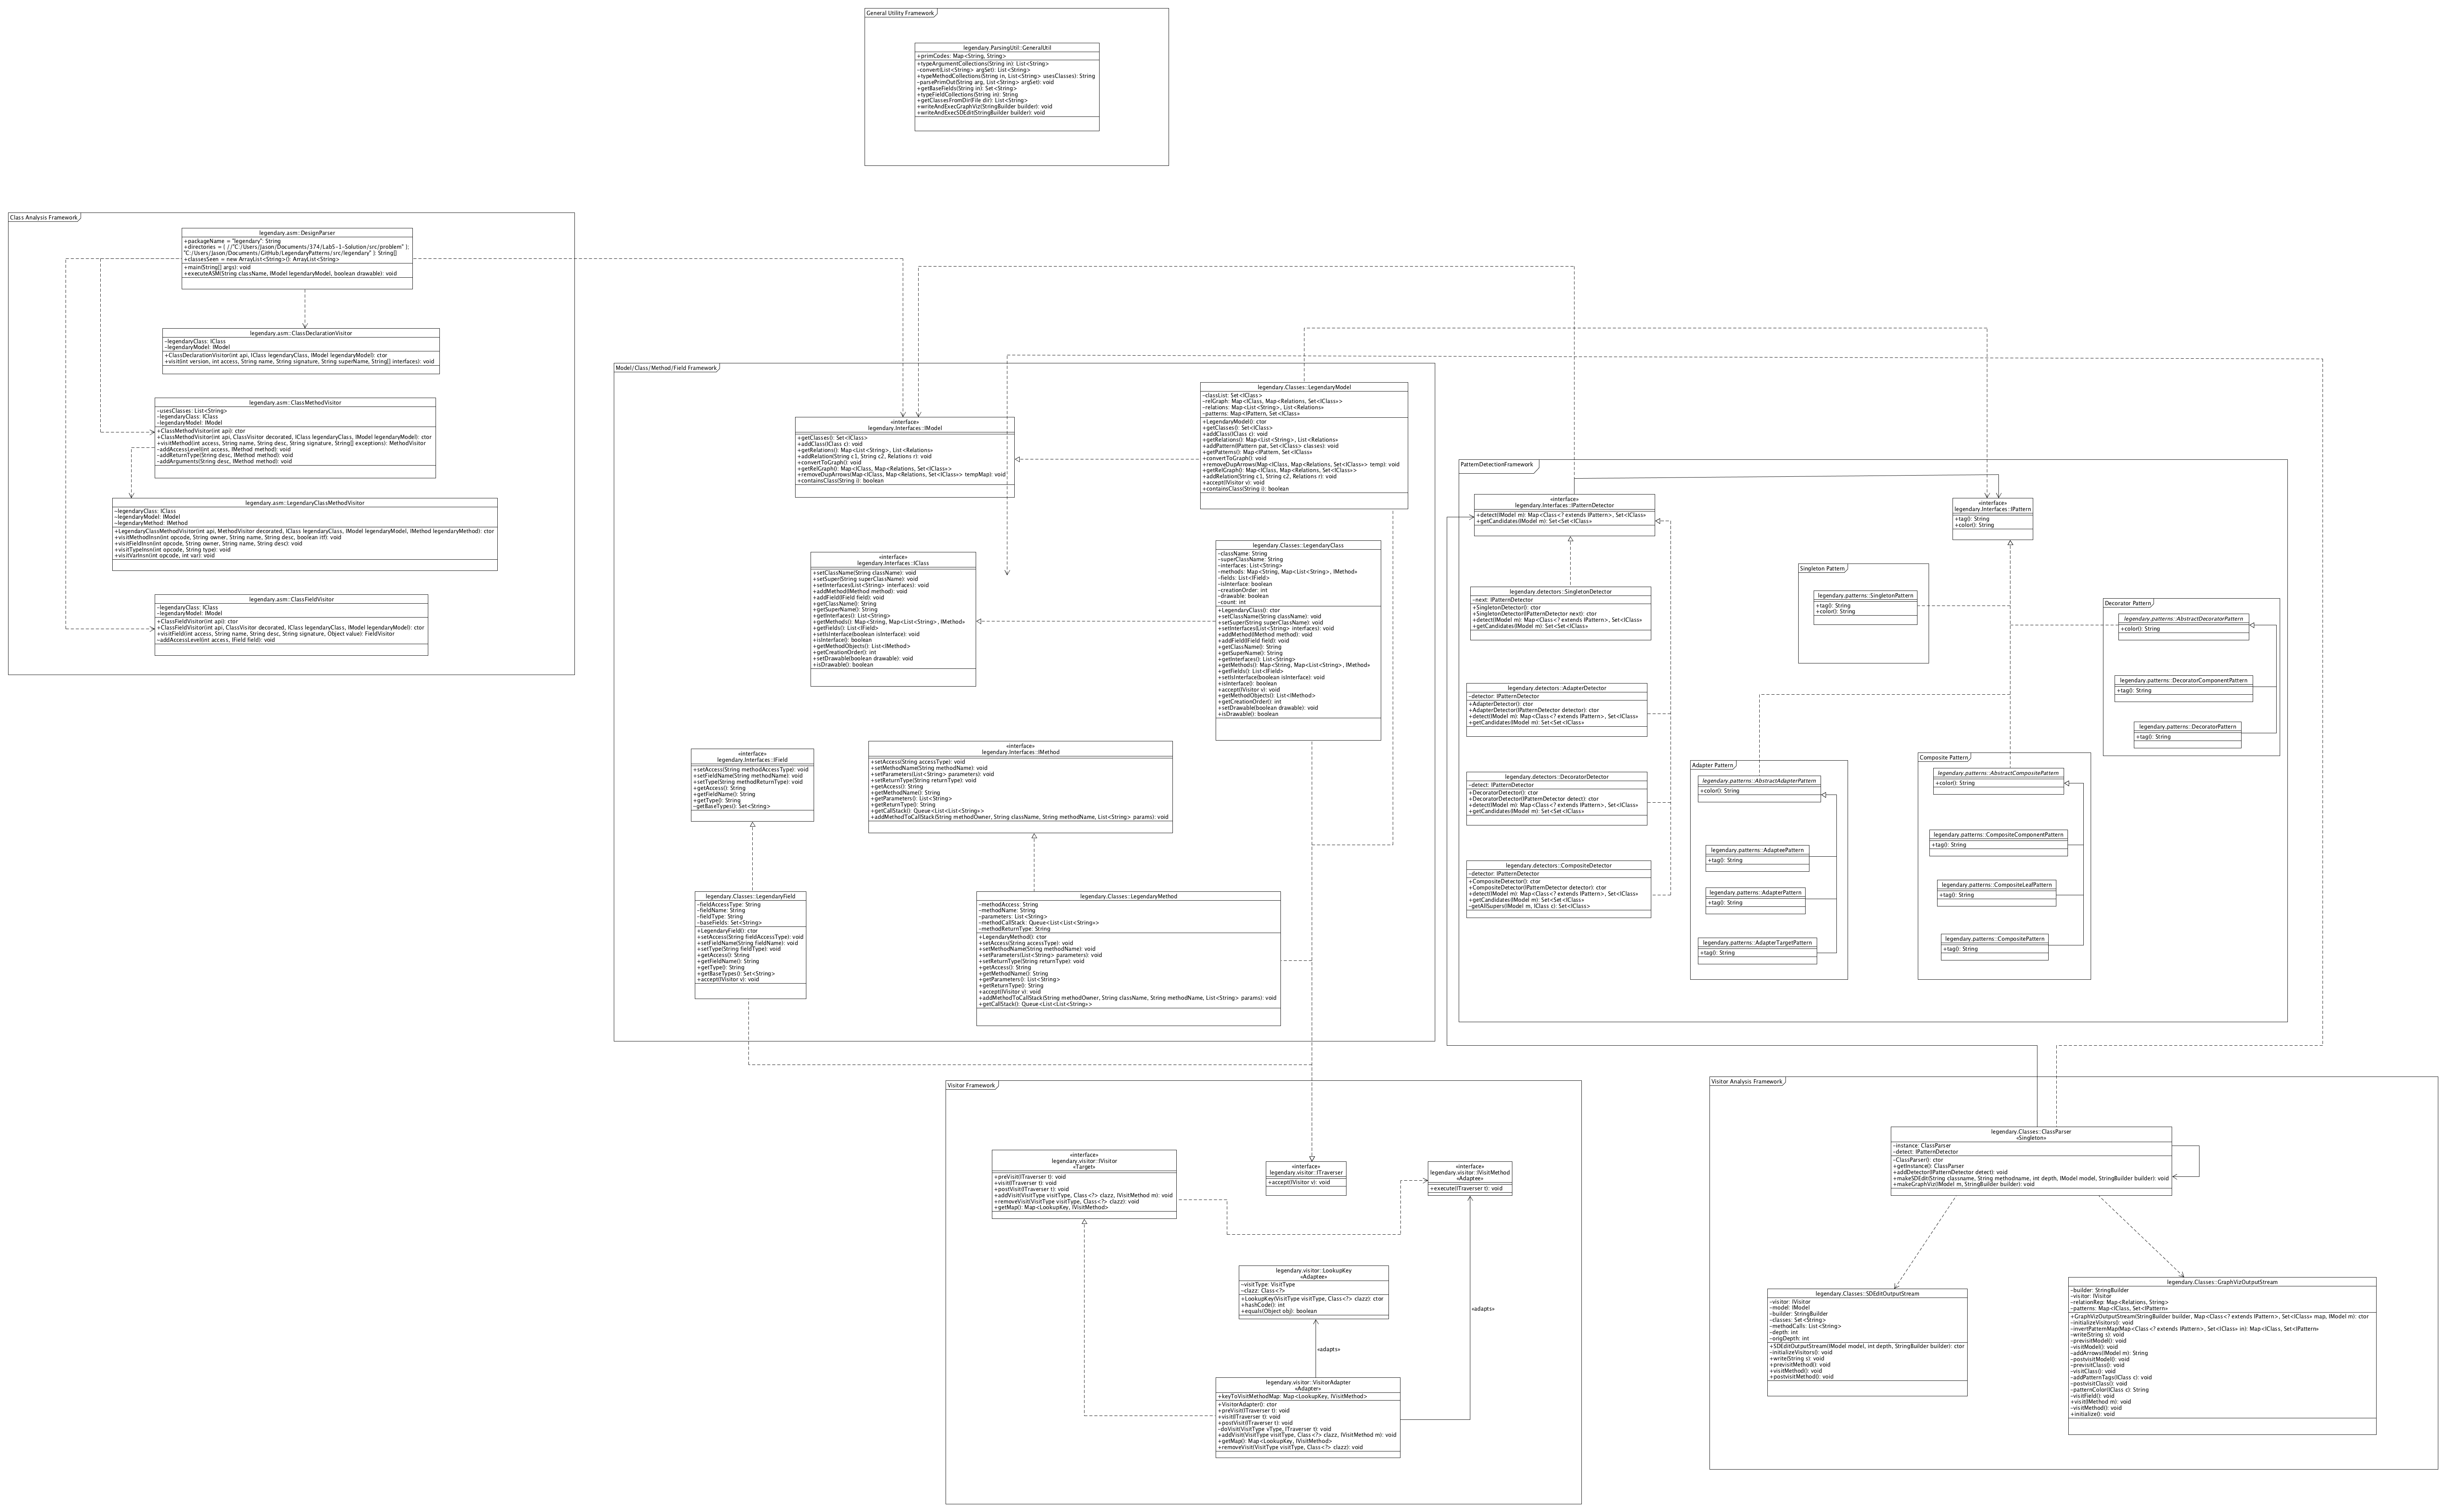 General Utility Framework
legendary.ParsingUtil::GeneralUtil
+primCodes: Map<String, String>
+typeArgumentCollections(String in): List<String>
-convert(List<String> argSet): List<String>
+typeMethodCollections(String in, List<String> usesClasses): String
-parsePrimOut(String arg, List<String> argSet): void
+getBaseFields(String in): Set<String>
+typeFieldCollections(String in): String
+getClassesFromDir(File dir): List<String>
+writeAndExecGraphViz(StringBuilder builder): void
+writeAndExecSDEdit(StringBuilder builder): void
Class Analysis Framework
legendary.asm::DesignParser
+packageName = "legendary": String
+directories = { //"C:/Users/Jason/Documents/374/Lab5-1-Solution/src/problem" };
"C:/Users/Jason/Documents/GitHub/LegendaryPatterns/src/legendary" }: String[]
+classesSeen = new ArrayList<String>(): ArrayList<String>
+main(String[] args): void
+executeASM(String className, IModel legendaryModel, boolean drawable): void
legendary.asm::ClassDeclarationVisitor
-legendaryClass: IClass
-legendaryModel: IModel
+ClassDeclarationVisitor(int api, IClass legendaryClass, IModel legendaryModel): ctor
+visit(int version, int access, String name, String signature, String superName, String[] interfaces): void
legendary.asm::ClassMethodVisitor
-usesClasses: List<String>
-legendaryClass: IClass
-legendaryModel: IModel
+ClassMethodVisitor(int api): ctor
+ClassMethodVisitor(int api, ClassVisitor decorated, IClass legendaryClass, IModel legendaryModel): ctor
+visitMethod(int access, String name, String desc, String signature, String[] exceptions): MethodVisitor
-addAccessLevel(int access, IMethod method): void
-addReturnType(String desc, IMethod method): void
-addArguments(String desc, IMethod method): void
legendary.asm::LegendaryClassMethodVisitor
-legendaryClass: IClass
-legendaryModel: IModel
-legendaryMethod: IMethod
+LegendaryClassMethodVisitor(int api, MethodVisitor decorated, IClass legendaryClass, IModel legendaryModel, IMethod legendaryMethod): ctor
+visitMethodInsn(int opcode, String owner, String name, String desc, boolean itf): void
+visitFieldInsn(int opcode, String owner, String name, String desc): void
+visitTypeInsn(int opcode, String type): void
+visitVarInsn(int opcode, int var): void
legendary.asm::ClassFieldVisitor
-legendaryClass: IClass
-legendaryModel: IModel
+ClassFieldVisitor(int api): ctor
+ClassFieldVisitor(int api, ClassVisitor decorated, IClass legendaryClass, IModel legendaryModel): ctor
+visitField(int access, String name, String desc, String signature, Object value): FieldVisitor
-addAccessLevel(int access, IField field): void
Model/Class/Method/Field Framework
«interface»
legendary.Interfaces::IModel
+getClasses(): Set<IClass>
+addClass(IClass c): void
+getRelations(): Map<List<String>, List<Relations»
+addRelation(String c1, String c2, Relations r): void
+convertToGraph(): void
+getRelGraph(): Map<IClass, Map<Relations, Set<IClass»>
+removeDupArrows(Map<IClass, Map<Relations, Set<IClass»> tempMap): void
+containsClass(String i): boolean
legendary.Classes::LegendaryModel
-classList: Set<IClass>
-relGraph: Map<IClass, Map<Relations, Set<IClass»>
-relations: Map<List<String>, List<Relations»
-patterns: Map<IPattern, Set<IClass»
+LegendaryModel(): ctor
+getClasses(): Set<IClass>
+addClass(IClass c): void
+getRelations(): Map<List<String>, List<Relations»
+addPattern(IPattern pat, Set<IClass> classes): void
+getPatterns(): Map<IPattern, Set<IClass»
+convertToGraph(): void
+removeDupArrows(Map<IClass, Map<Relations, Set<IClass»> temp): void
+getRelGraph(): Map<IClass, Map<Relations, Set<IClass»>
+addRelation(String c1, String c2, Relations r): void
+accept(IVisitor v): void
+containsClass(String i): boolean
«interface»
legendary.Interfaces::IClass
+setClassName(String className): void
+setSuper(String superClassName): void
+setInterfaces(List<String> interfaces): void
+addMethod(IMethod method): void
+addField(IField field): void
+getClassName(): String
+getSuperName(): String
+getInterfaces(): List<String>
+getMethods(): Map<String, Map<List<String>, IMethod»
+getFields(): List<IField>
+setIsInterface(boolean isInterface): void
+isInterface(): boolean
+getMethodObjects(): List<IMethod>
+getCreationOrder(): int
+setDrawable(boolean drawable): void
+isDrawable(): boolean
legendary.Classes::LegendaryClass
-className: String
-superClassName: String
-interfaces: List<String>
-methods: Map<String, Map<List<String>, IMethod»
-fields: List<IField>
-isInterface: boolean
-creationOrder: int
-drawable: boolean
-count: int
+LegendaryClass(): ctor
+setClassName(String className): void
+setSuper(String superClassName): void
+setInterfaces(List<String> interfaces): void
+addMethod(IMethod method): void
+addField(IField field): void
+getClassName(): String
+getSuperName(): String
+getInterfaces(): List<String>
+getMethods(): Map<String, Map<List<String>, IMethod»
+getFields(): List<IField>
+setIsInterface(boolean isInterface): void
+isInterface(): boolean
+accept(IVisitor v): void
+getMethodObjects(): List<IMethod>
+getCreationOrder(): int
+setDrawable(boolean drawable): void
+isDrawable(): boolean
«interface»
legendary.Interfaces::IField
+setAccess(String methodAccessType): void
+setFieldName(String methodName): void
+setType(String methodReturnType): void
+getAccess(): String
+getFieldName(): String
+getType(): String
-getBaseTypes(): Set<String>
«interface»
legendary.Interfaces::IMethod
+setAccess(String accessType): void
+setMethodName(String methodName): void
+setParameters(List<String> parameters): void
+setReturnType(String returnType): void
+getAccess(): String
+getMethodName(): String
+getParameters(): List<String>
+getReturnType(): String
+getCallStack(): Queue<List<List<String»>
+addMethodToCallStack(String methodOwner, String className, String methodName, List<String> params): void
legendary.Classes::LegendaryField
-fieldAccessType: String
-fieldName: String
-fieldType: String
-baseFields: Set<String>
+LegendaryField(): ctor
+setAccess(String fieldAccessType): void
+setFieldName(String fieldName): void
+setType(String fieldType): void
+getAccess(): String
+getFieldName(): String
+getType(): String
+getBaseTypes(): Set<String>
+accept(IVisitor v): void
legendary.Classes::LegendaryMethod
-methodAccess: String
-methodName: String
-parameters: List<String>
-methodCallStack: Queue<List<List<String»>
-methodReturnType: String
+LegendaryMethod(): ctor
+setAccess(String accessType): void
+setMethodName(String methodName): void
+setParameters(List<String> parameters): void
+setReturnType(String returnType): void
+getAccess(): String
+getMethodName(): String
+getParameters(): List<String>
+getReturnType(): String
+accept(IVisitor v): void
+addMethodToCallStack(String methodOwner, String className, String methodName, List<String> params): void
+getCallStack(): Queue<List<List<String»>
PatternDetectionFramework
«interface»
legendary.Interfaces::IPatternDetector
+detect(IModel m): Map<Class<? extends IPattern>, Set<IClass»
+getCandidates(IModel m): Set<Set<IClass»
«interface»
legendary.Interfaces::IPattern
+tag(): String
+color(): String
legendary.detectors::SingletonDetector
-next: IPatternDetector
+SingletonDetector(): ctor
+SingletonDetector(IPatternDetector next): ctor
+detect(IModel m): Map<Class<? extends IPattern>, Set<IClass»
+getCandidates(IModel m): Set<Set<IClass»
legendary.detectors::AdapterDetector
-detector: IPatternDetector
+AdapterDetector(): ctor
+AdapterDetector(IPatternDetector detector): ctor
+detect(IModel m): Map<Class<? extends IPattern>, Set<IClass»
+getCandidates(IModel m): Set<Set<IClass»
legendary.detectors::DecoratorDetector
-detect: IPatternDetector
+DecoratorDetector(): ctor
+DecoratorDetector(IPatternDetector detect): ctor
+detect(IModel m): Map<Class<? extends IPattern>, Set<IClass»
+getCandidates(IModel m): Set<Set<IClass»
legendary.detectors::CompositeDetector
-detector: IPatternDetector
+CompositeDetector(): ctor
+CompositeDetector(IPatternDetector detector): ctor
+detect(IModel m): Map<Class<? extends IPattern>, Set<IClass»
+getCandidates(IModel m): Set<Set<IClass»
-getAllSupers(IModel m, IClass c): Set<IClass>
Singleton Pattern
legendary.patterns::SingletonPattern
+tag(): String
+color(): String
Decorator Pattern
legendary.patterns::AbstractDecoratorPattern
+color(): String
legendary.patterns::DecoratorComponentPattern
+tag(): String
legendary.patterns::DecoratorPattern
+tag(): String
Adapter Pattern
legendary.patterns::AbstractAdapterPattern
+color(): String
legendary.patterns::AdapteePattern
+tag(): String
legendary.patterns::AdapterPattern
+tag(): String
legendary.patterns::AdapterTargetPattern
+tag(): String
Composite Pattern
legendary.patterns::AbstractCompositePattern
+color(): String
legendary.patterns::CompositeComponentPattern
+tag(): String
legendary.patterns::CompositeLeafPattern
+tag(): String
legendary.patterns::CompositePattern
+tag(): String
Visitor Framework
«interface»
legendary.visitor::IVisitor
«Target»
+preVisit(ITraverser t): void
+visit(ITraverser t): void
+postVisit(ITraverser t): void
+addVisit(VisitType visitType, Class<?> clazz, IVisitMethod m): void
+removeVisit(VisitType visitType, Class<?> clazz): void
+getMap(): Map<LookupKey, IVisitMethod>
«interface»
legendary.visitor::ITraverser
+accept(IVisitor v): void
«interface»
legendary.visitor::IVisitMethod
«Adaptee»
+execute(ITraverser t): void
legendary.visitor::LookupKey
«Adaptee»
-visitType: VisitType
-clazz: Class<?>
+LookupKey(VisitType visitType, Class<?> clazz): ctor
+hashCode(): int
+equals(Object obj): boolean
«adapts»
«adapts»
legendary.visitor::VisitorAdapter
«Adapter»
+keyToVisitMethodMap: Map<LookupKey, IVisitMethod>
+VisitorAdapter(): ctor
+preVisit(ITraverser t): void
+visit(ITraverser t): void
+postVisit(ITraverser t): void
-doVisit(VisitType vType, ITraverser t): void
+addVisit(VisitType visitType, Class<?> clazz, IVisitMethod m): void
+getMap(): Map<LookupKey, IVisitMethod>
+removeVisit(VisitType visitType, Class<?> clazz): void
Visitor Analysis Framework
legendary.Classes::ClassParser
«Singleton»
-instance: ClassParser
-detect: IPatternDetector
-ClassParser(): ctor
+getInstance(): ClassParser
+addDetector(IPatternDetector detect): void
+makeSDEdit(String classname, String methodname, int depth, IModel model, StringBuilder builder): void
+makeGraphViz(IModel m, StringBuilder builder): void
legendary.Classes::SDEditOutputStream
-visitor: IVisitor
-model: IModel
-builder: StringBuilder
-classes: Set<String>
-methodCalls: List<String>
-depth: int
-origDepth: int
+SDEditOutputStream(IModel model, int depth, StringBuilder builder): ctor
-initializeVisitors(): void
+write(String s): void
+previsitMethod(): void
+visitMethod(): void
+postvisitMethod(): void
legendary.Classes::GraphVizOutputStream
-builder: StringBuilder
-visitor: IVisitor
-relationRep: Map<Relations, String>
-patterns: Map<IClass, Set<IPattern»
+GraphVizOutputStream(StringBuilder builder, Map<Class<? extends IPattern>, Set<IClass» map, IModel m): ctor
-initializeVisitors(): void
-invertPatternMap(Map<Class<? extends IPattern>, Set<IClass» in): Map<IClass, Set<IPattern»
-write(String s): void
-previsitModel(): void
-visitModel(): void
-addArrows(IModel m): String
-postvisitModel(): void
-previsitClass(): void
-visitClass(): void
-addPatternTags(IClass c): void
-postvisitClass(): void
-patternColor(IClass c): String
-visitField(): void
+visit(IMethod m): void
-visitMethod(): void
+initialize(): void